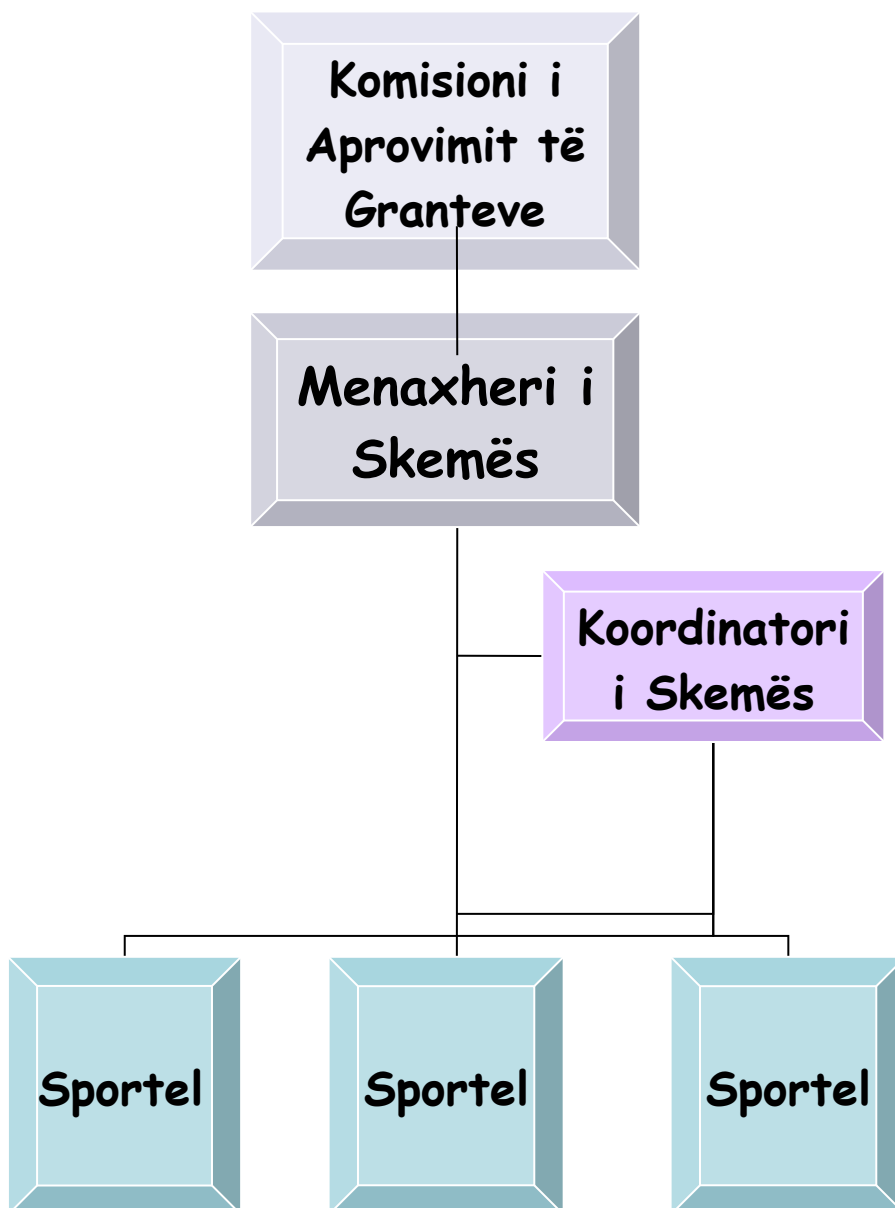 Komisioni i
Aprovimit të
Granteve
Menaxheri i
Skemës
Koordinatori
i Skemës
Sportel
Sportel
Sportel